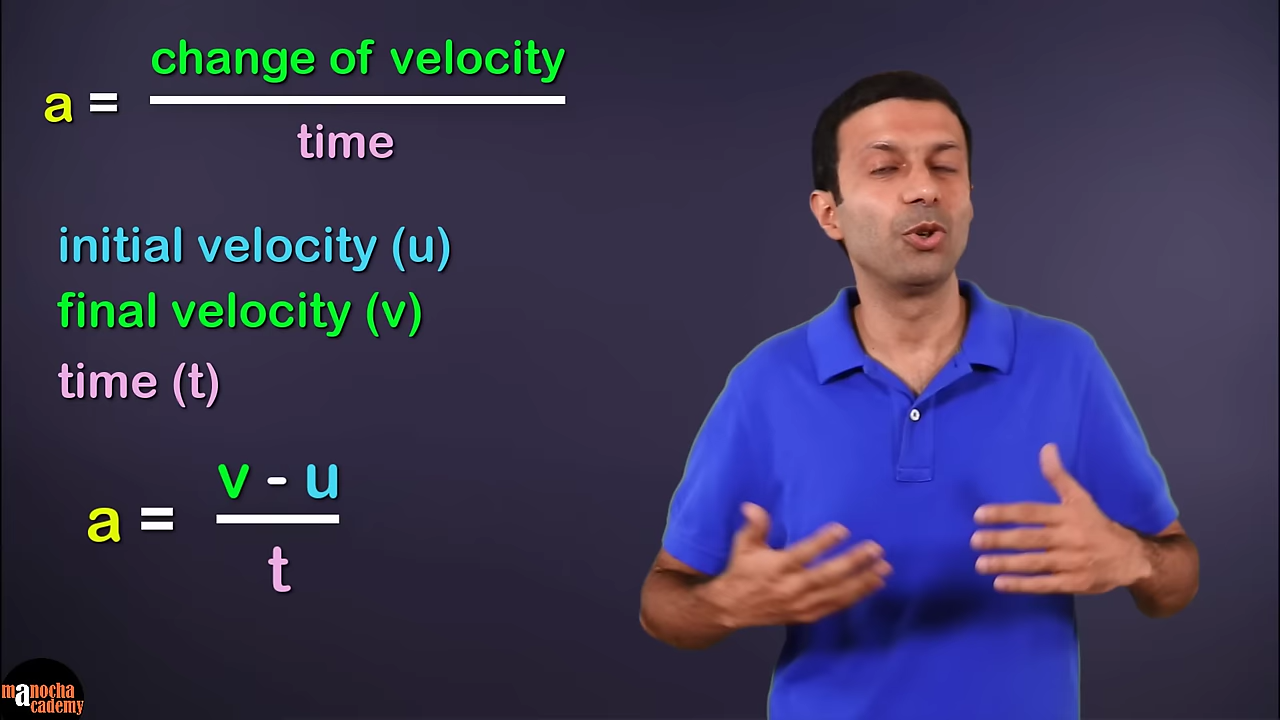 change of velocity
a =
time
initial velocity (u)
final velocity (v)
time (t)
v - u
a =
t
manocha
academy